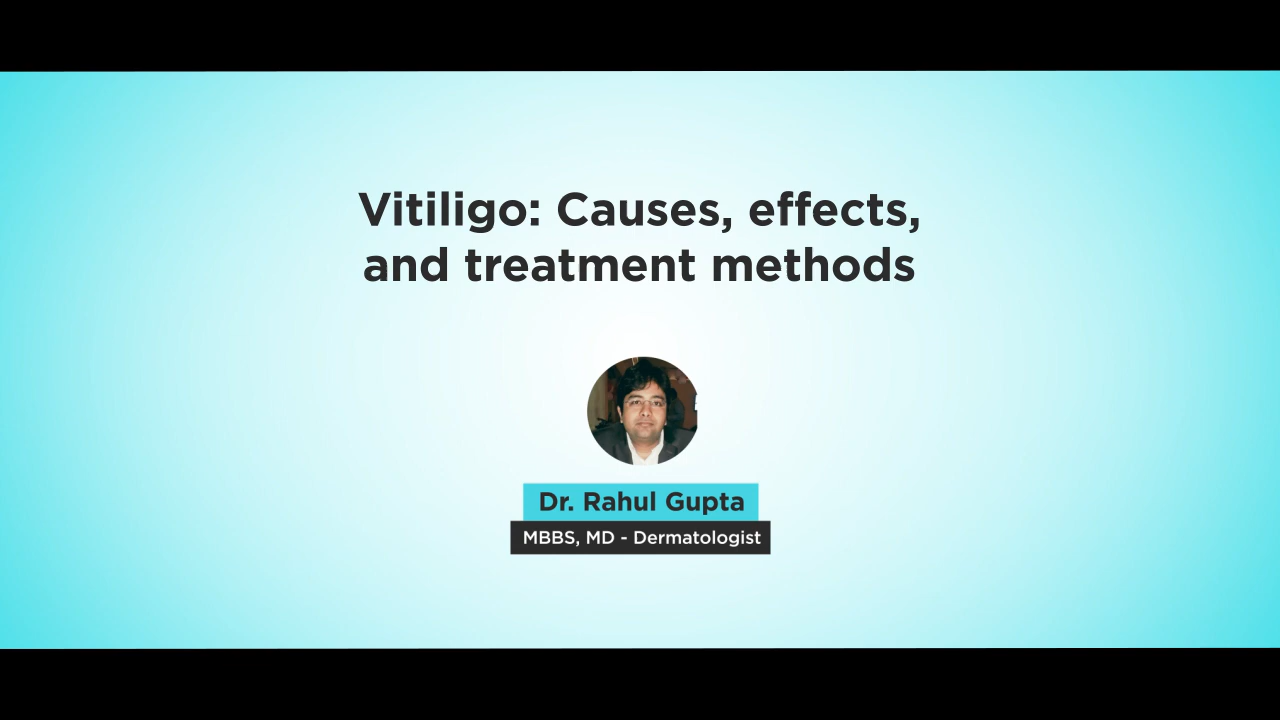 Vitiligo: Causes, effects,
and treatment methods
Dr. Rahul Gupta
MBBS, MD - Dermatologist